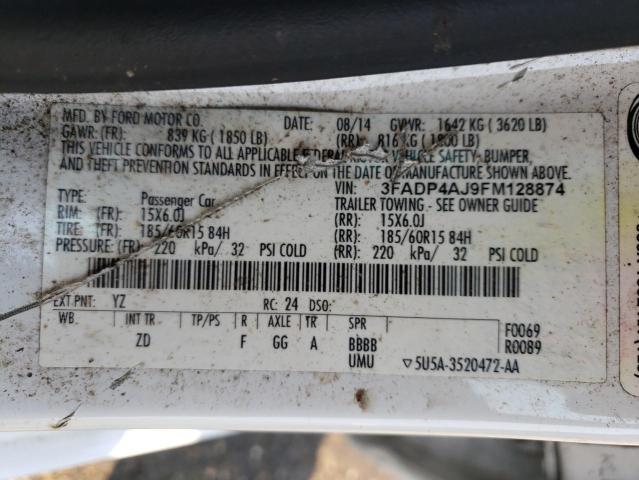 MFD. BY FORD MOTOR CO. DATE: 08/14 GVWR: 1642 KG ( 3620 LB)
GAWR: (FR): 839 KG ( 1850 LB) (RR): 816 KG ( 1800 LB)
THIS VEHICLE CONFORMS TO ALL APPLICABLE FEDERAL MOTOR VEHICLE SAFETY, BUMPER,
AND THEFT PREVENTION STANDARDS IN EFFECT ON THE DATE OF MANUFACTURE SHOWN ABOVE.
VIN: 3FADP4AJ9FM128874
TYPE: Passenger Car TRAILER TOWING - SEE OWNER GUIDE
RIM: (FR): 15X6.0J (RR): 15X6.0J
TIRE: (FR): 185/60R15 84H (RR): 185/60R15 84H
PRESSURE: (FR) 220 kPa/ 32 PSI COLD (RR): 220 kPa/ 32 PSI COLD
EXT PNT: YZ RC: 24 DSO:
WB INT TR TP/PS R AXLE TR SPR F0069
ZD F GG A BBBB R0089
UMU ▽5U5A-3520472-AA